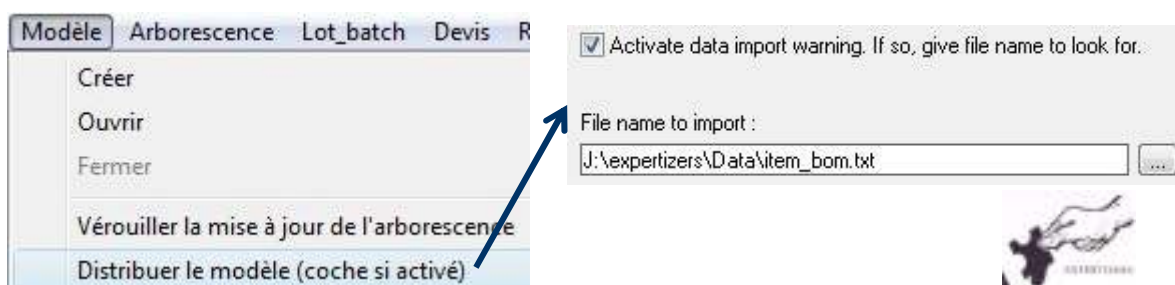 Modèle Arborescence Lot_batch Devis R
Créer
Ouvrir
Fermer
Vérouiller la mise à jour de l'arborescence
Distribuer le modèle (coche si activé)
Activate data import warning. If so, give file name to look for.
File name to import :
J:\expertizers\Data\item_bom.txt
...